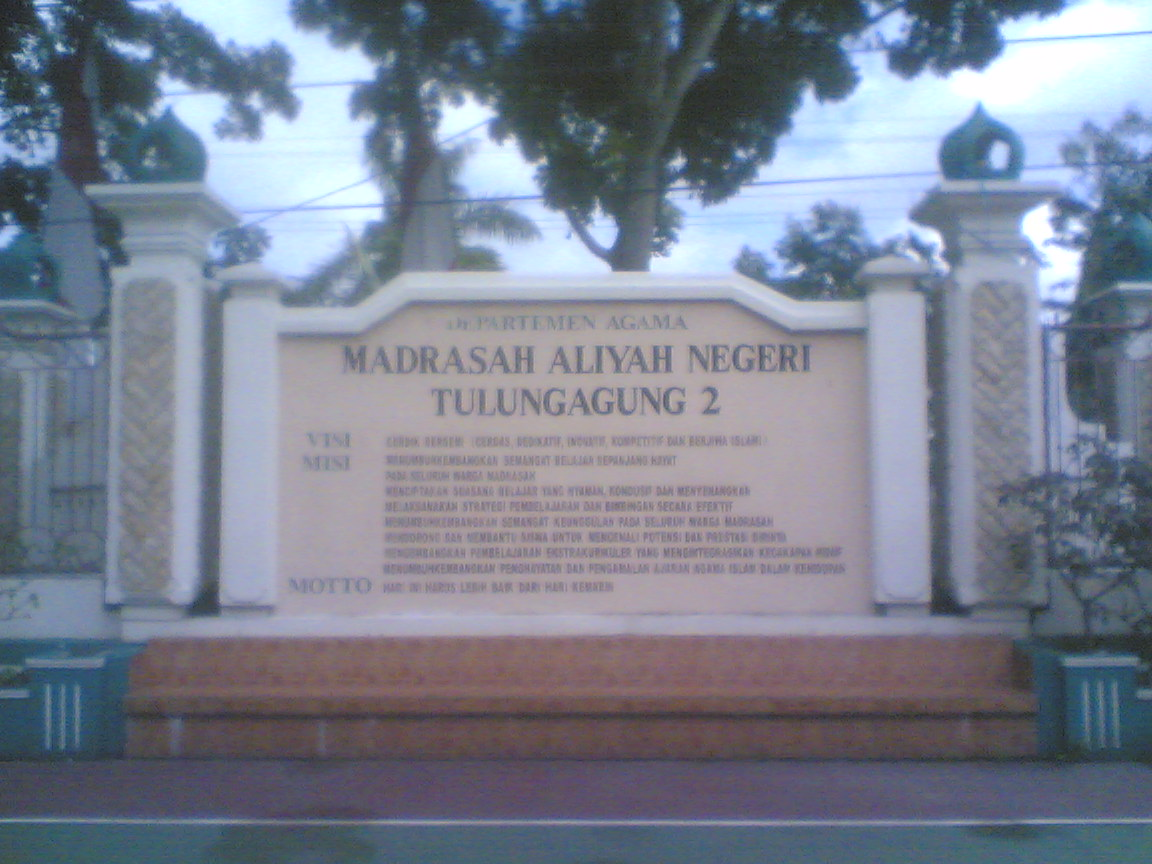 DEPARTEMEN AGAMA
MADRASAH ALIYAH NEGERI
TULUNGAGUNG 2
VISI CERDIK BERSEMI (CERDAS, DEDIKATIF, INOVATIF, KOMPETITIF DAN BERJIWA ISLAMI)
MISI MENUMBUHKEMBANGKAN SEMANGAT BELAJAR SEPANJANG HAYAT
PADA SELURUH WARGA MADRASAH
MENCIPTAKAN SUASANA BELAJAR YANG NYAMAN, KONDUSIF DAN MENYENANGKAN
MELAKSANAKAN STRATEGI PEMBELAJARAN DAN BIMBINGAN SECARA EFEKTIF
MENUMBUHKEMBANGKAN SEMANGAT KEUNGGULAN PADA SELURUH WARGA MADRASAH
MENDORONG DAN MEMBANTU SISWA UNTUK MENGENALI POTENSI DAN PRESTASI DIRINYA
MENGEMBANGKAN PEMBELAJARAN EKSTRAKURIKULER YANG MENGINTEGRASIKAN KECAKAPAN HIDUP
MENUMBUHKEMBANGKAN PENGHAYATAN DAN PENGAMALAN AJARAN AGAMA ISLAM DALAM KEHIDUPAN
MOTTO HARI INI HARUS LEBIH BAIK DARI HARI KEMARIN